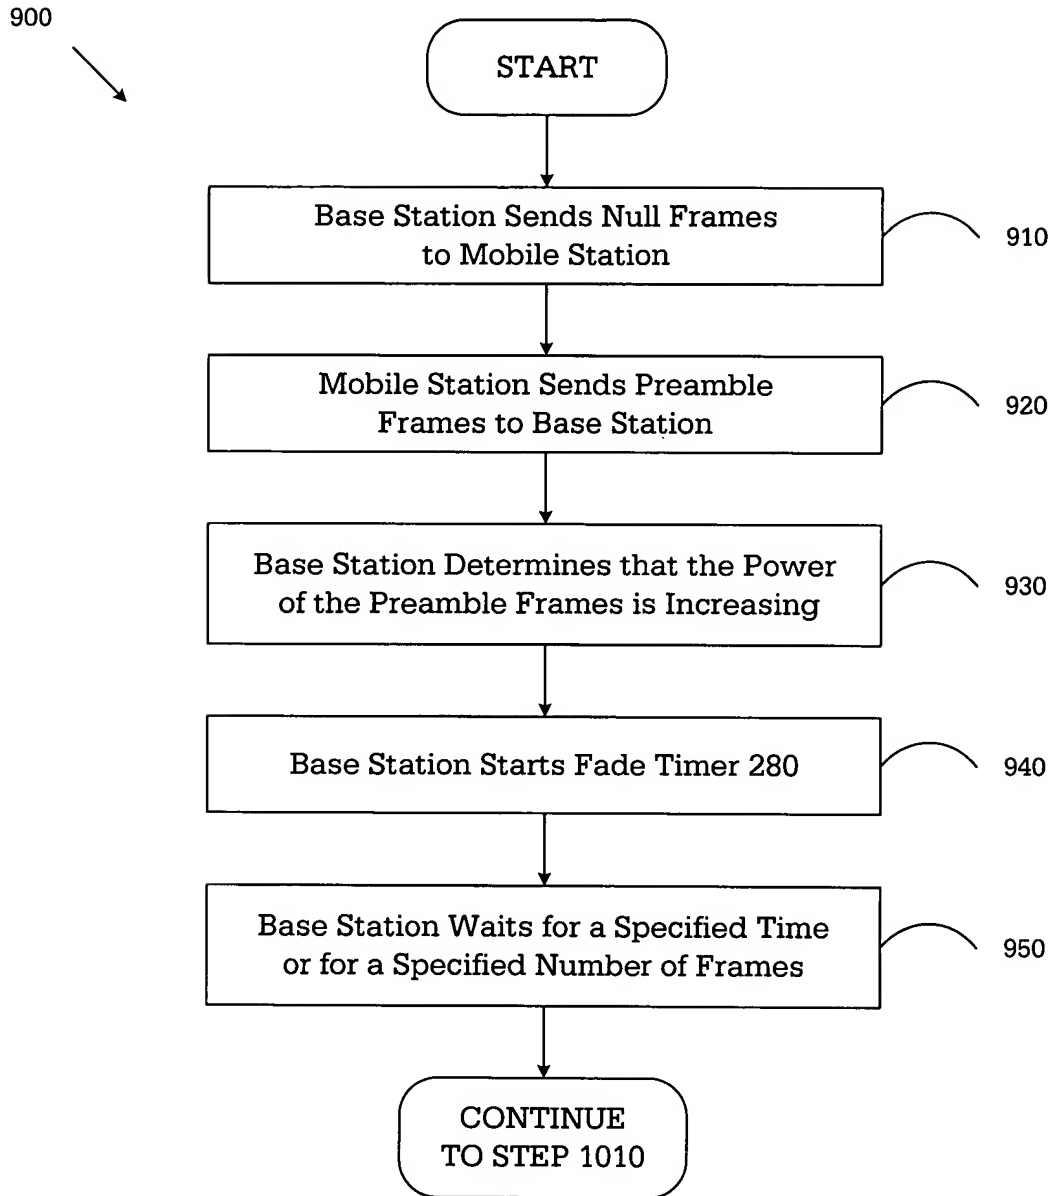 900
START
Base Station Sends Null Frames
to Mobile Station
910
Mobile Station Sends Preamble
Frames to Base Station
920
Base Station Determines that the Power
of the Preamble Frames is Increasing
930
Base Station Starts Fade Timer 280
940
Base Station Waits for a Specified Time
or for a Specified Number of Frames
950
CONTINUE
TO STEP 1010